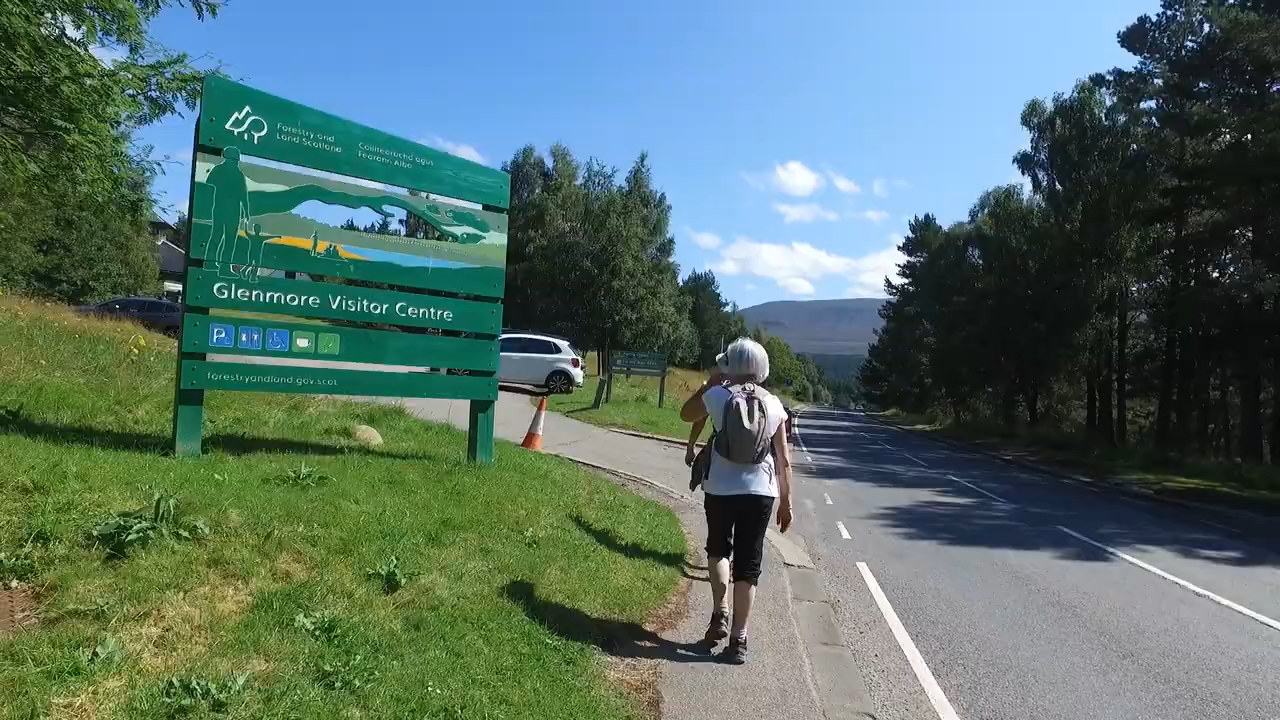 Forestry and
Land Scotland
Coilltearachd agus
Fearann Alba
Glenmore Visitor Centre
P
forestryandland.gov.scot